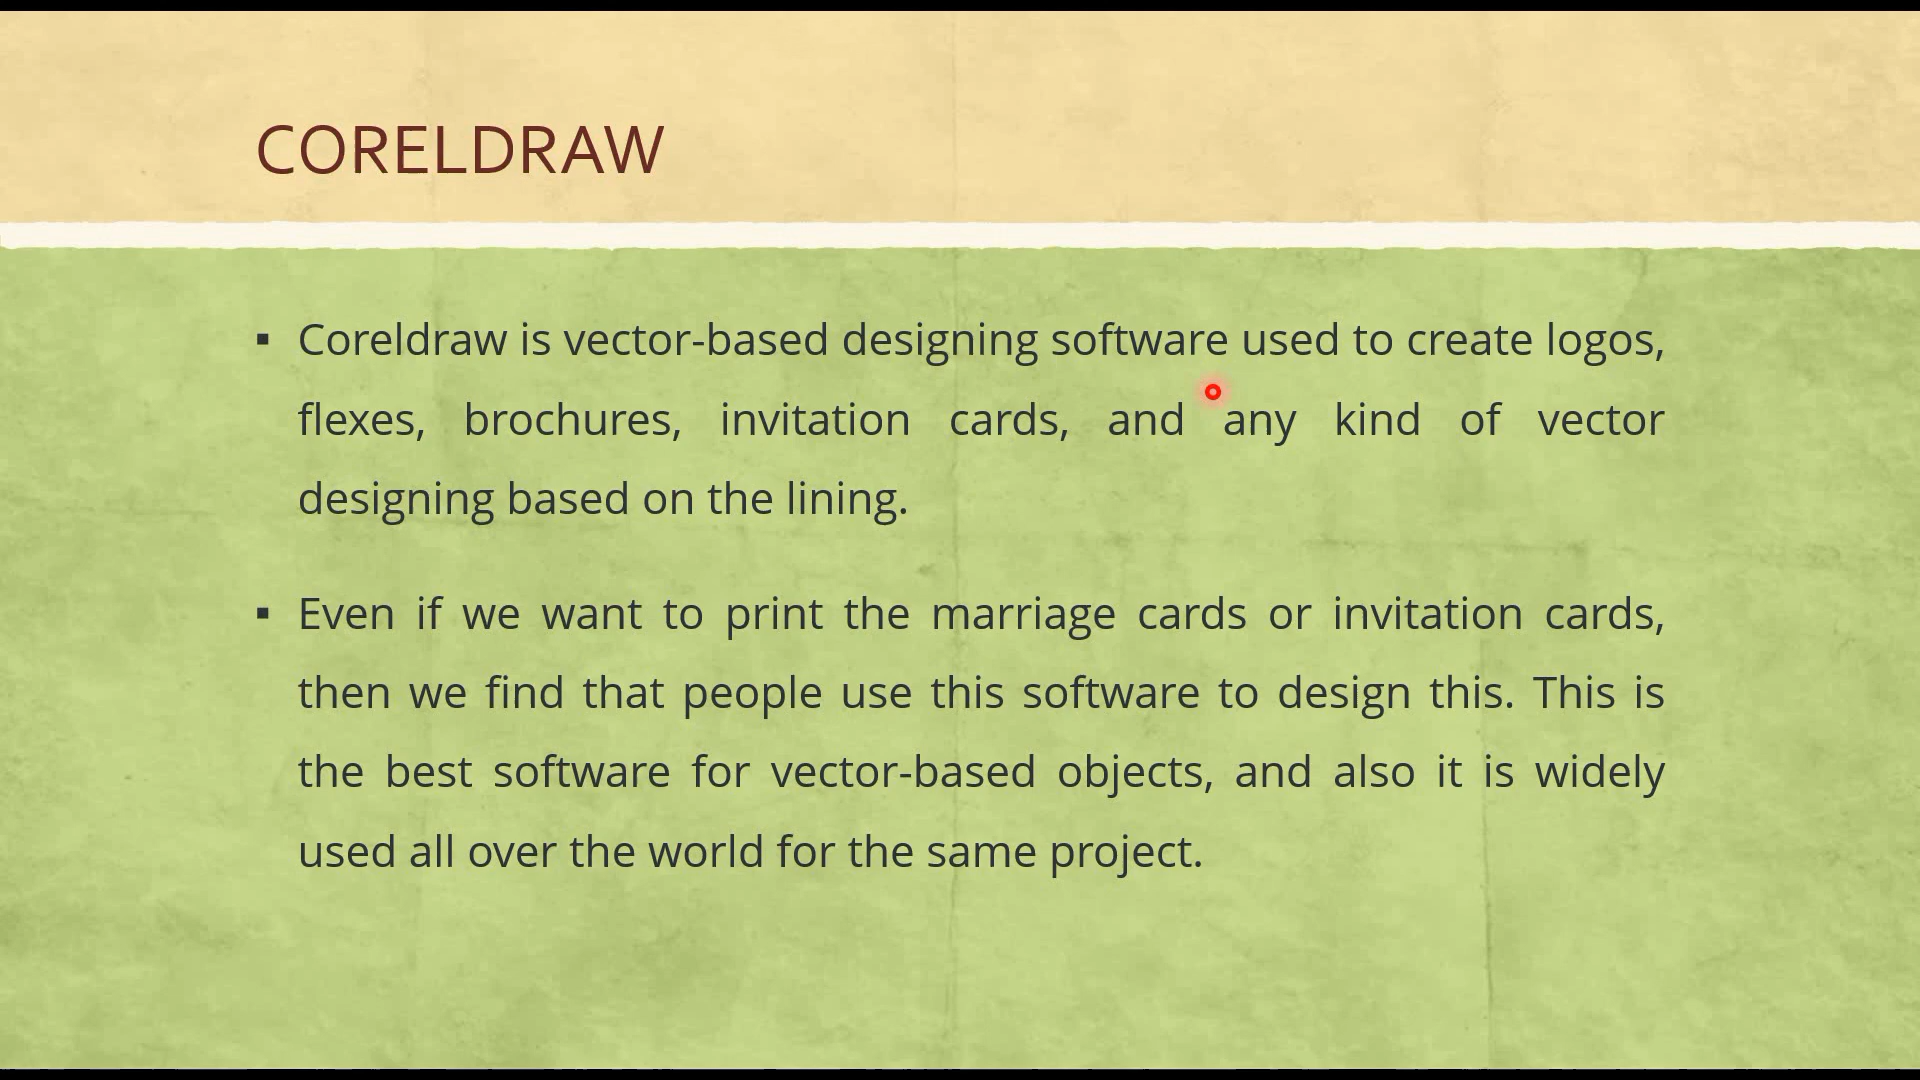 CORELDRAW
▪ Coreldraw is vector-based designing software used to create logos,
flexes, brochures, invitation cards, and any kind of vector
designing based on the lining.
▪ Even if we want to print the marriage cards or invitation cards,
then we find that people use this software to design this. This is
the best software for vector-based objects, and also it is widely
used all over the world for the same project.